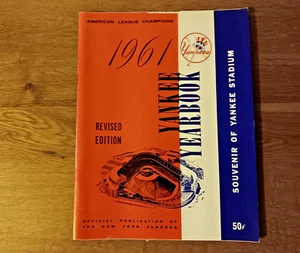 AMERICAN LEAGUE CHAMPIONS
1961
Yankees
YANKEE
YEARBOOK
REVISED
EDITION
SOUVENIR OF YANKEE STADIUM
OFFICIAL PUBLICATION OF
THE NEW YORK YANKEES
50¢